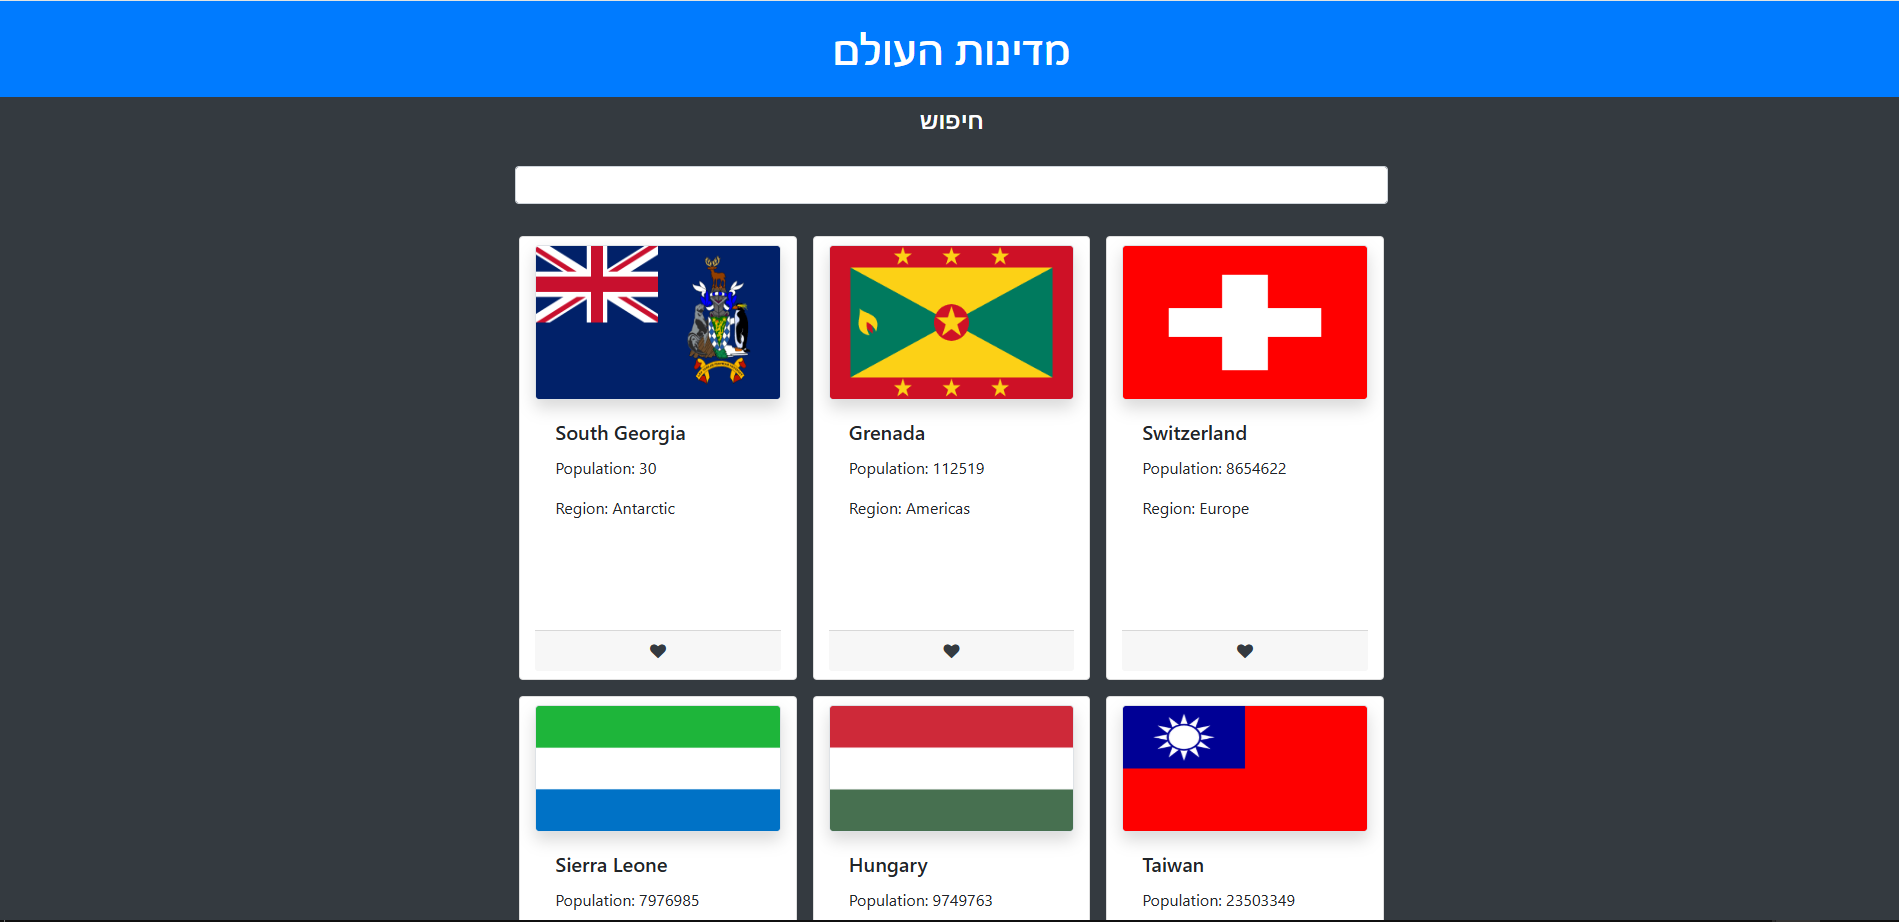 מדינות העולם
חיפוש
South Georgia
Population: 30
Region: Antarctic
Grenada
Population: 112519
Region: Americas
Switzerland
Population: 8654622
Region: Europe
Sierra Leone
Population: 7976985
Hungary
Population: 9749763
Taiwan
Population: 23503349